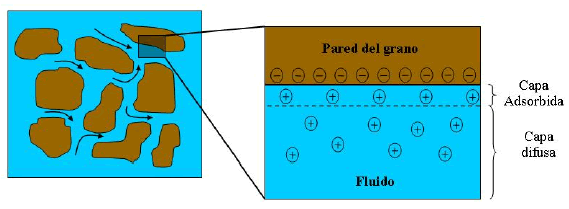 Pared del grano
Capa
Adsorbida
Capa
difusa
Fluido